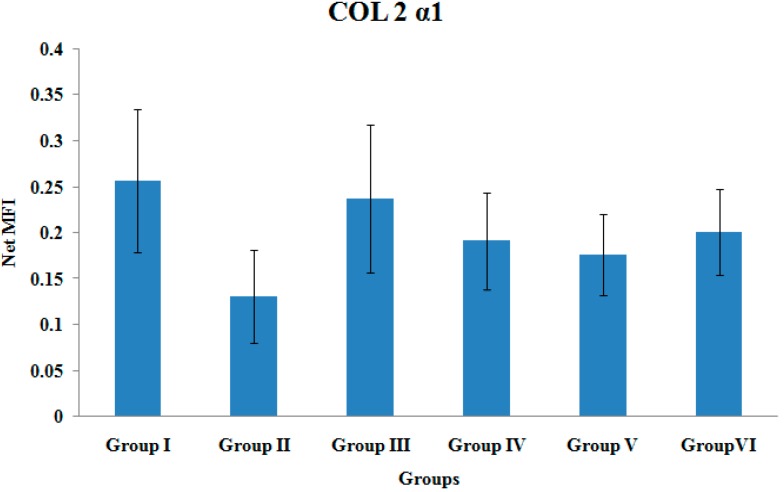 COL 2 α1
0.4
0.35
0.3
0.25
0.2
0.15
0.1
0.05
0
Net MFI
Group I Group II Group III Group IV Group V GroupVI
Groups